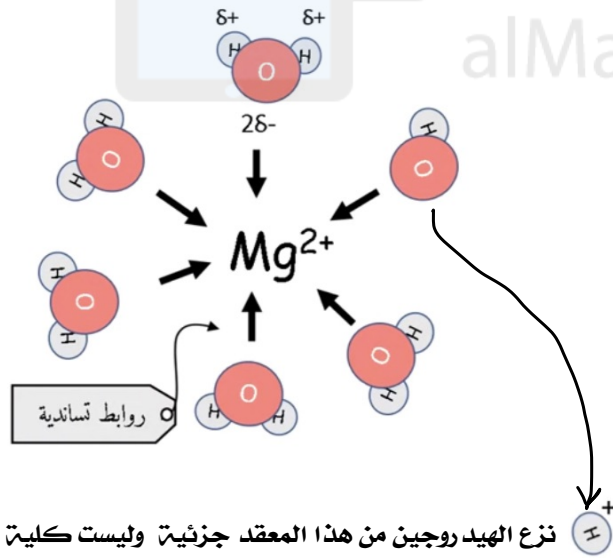 alMa
δ+ δ+
H O H
2δ-
H O H
H O
Mg2+
H O H
H O H
H O H
روابط تساندية
H+
نزع الهيدروجين من هذا المعقد جزئية وليست كلية